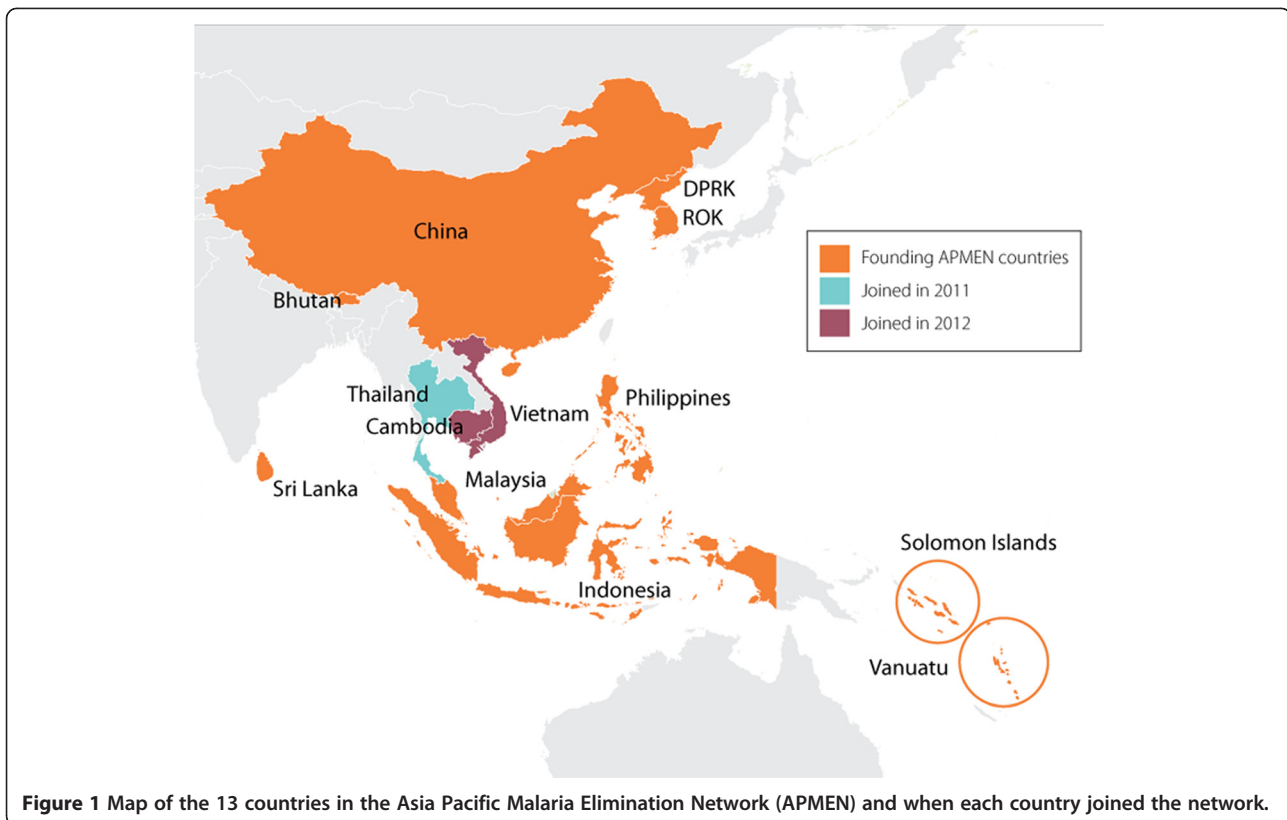 DPRK
ROK
China
Founding APMEN countries
Joined in 2011
Joined in 2012
Bhutan
Thailand
Cambodia
Vietnam
Philippines
Sri Lanka
Malaysia
Indonesia
Solomon Islands
Vanuatu
Figure 1 Map of the 13 countries in the Asia Pacific Malaria Elimination Network (APMEN) and when each country joined the network.